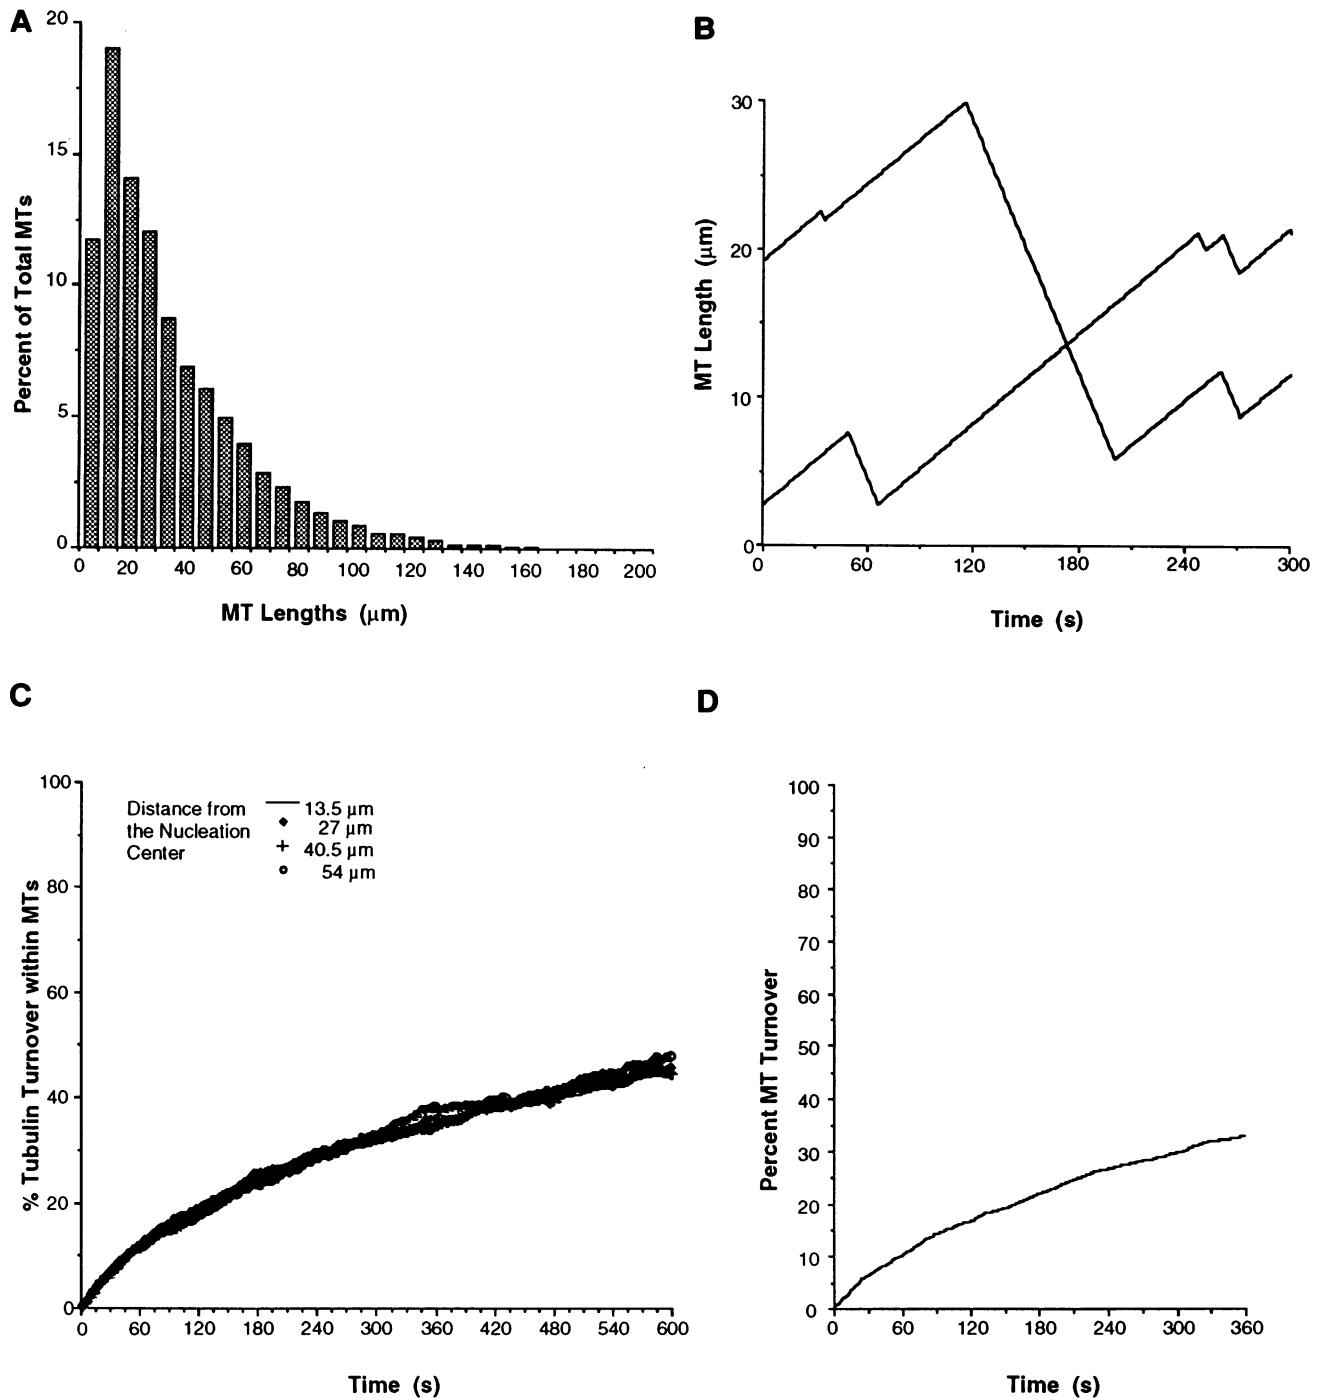 A
20
15
10
5
0
Percent of Total MTs
20 40 60 80 100 120 140 160 180 200
MT Lengths (µm)
B
30
20
10
0
MT Length (µm)
0 60 120 180 240 300
Time (s)
C
100
80
60
40
20
0
% Tubulin Turnover within MTs
Distance from
the Nucleation
Center
13.5 µm
27 µm
40.5 µm
54 µm
0 60 120 180 240 300 360 420 480 540 600
Time (s)
D
100
90
80
70
60
50
40
30
20
10
0
Percent MT Turnover
0 60 120 180 240 300 360
Time (s)